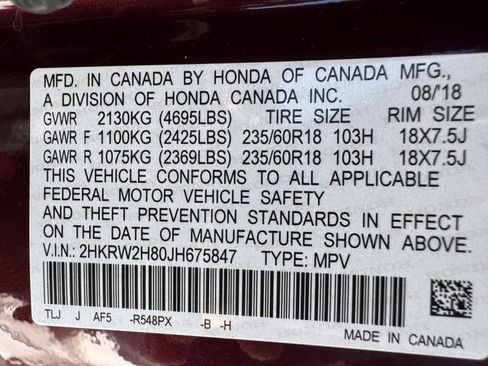 MFD. IN CANADA BY HONDA OF CANADA MFG.,
A DIVISION OF HONDA CANADA INC. 08/'18
GVWR 2130KG (4695LBS) TIRE SIZE RIM SIZE
GAWR F 1100KG (2425LBS) 235/60R18 103H 18X7.5J
GAWR R 1075KG (2369LBS) 235/60R18 103H 18X7.5J
THIS VEHICLE CONFORMS TO ALL APPLICABLE
FEDERAL MOTOR VEHICLE SAFETY
AND THEFT PREVENTION STANDARDS IN EFFECT
ON THE DATE OF MANUFACTURE SHOWN ABOVE.
V.I.N.: 2HKRW2H80JH675847 TYPE: MPV
TLJ J AF5 -R548PX -B -H
MADE IN CANADA